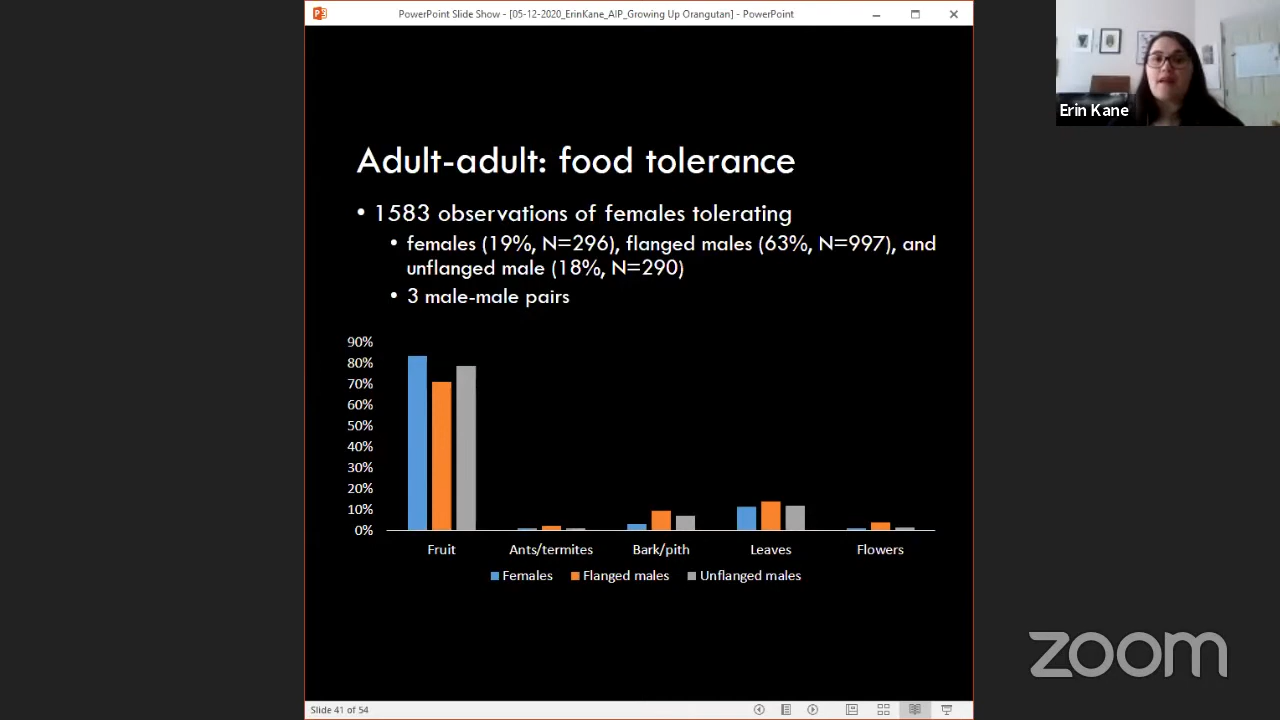 PowerPoint Slide Show - [05-12-2020_ErinKane_AIP_Growing Up Orangutan] - PowerPoint
Erin Kane
Adult-adult: food tolerance
• 1583 observations of females tolerating
• females (19%, N=296), flanged males (63%, N=997), and
unflanged male (18%, N=290)
• 3 male-male pairs
90%
80%
70%
60%
50%
40%
30%
20%
10%
0%
Fruit Ants/termites Bark/pith Leaves Flowers
Females Flanged males Unflanged males
zoom
Slide 41 of 54